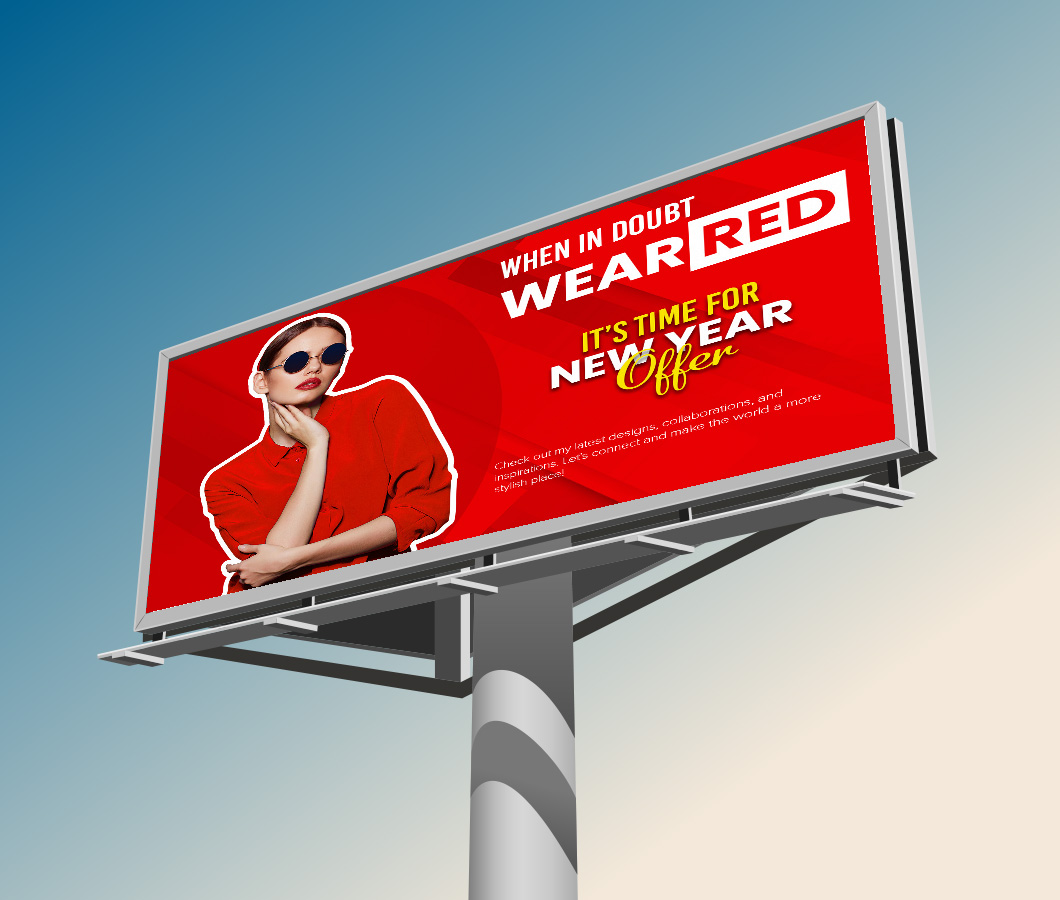 WHEN IN DOUBT
WEAR RED
IT'S TIME FOR
NEW YEAR
Offer
Check out my latest designs, collaborations, and
inspirations. Let's connect and make the world a more
stylish place!